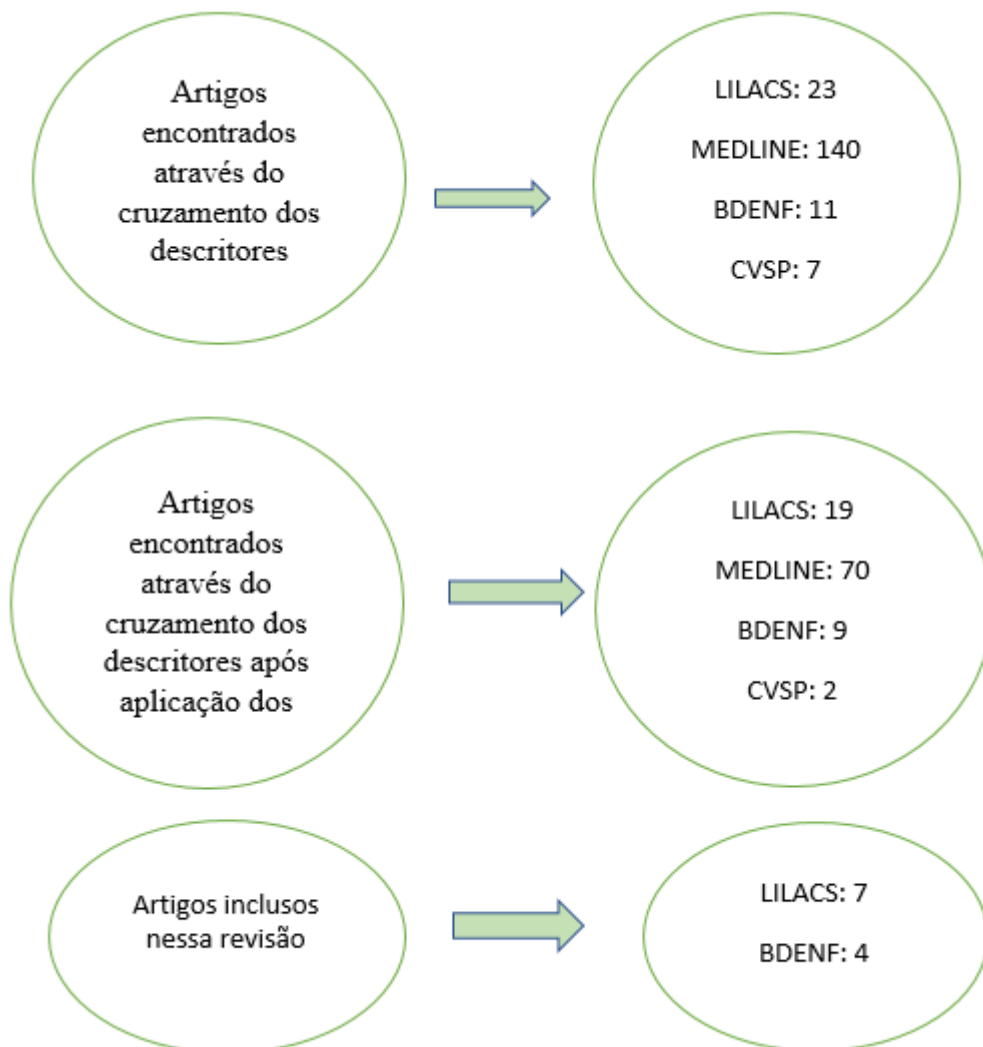 Artigos
encontrados
através do
cruzamento dos
descritores
LILACS: 23
MEDLINE: 140
BDENF: 11
CVSP: 7
Artigos
encontrados
através do
cruzamento dos
descritores após
aplicação dos
LILACS: 19
MEDLINE: 70
BDENF: 9
CVSP: 2
Artigos inclusos
nessa revisão
LILACS: 7
BDENF: 4